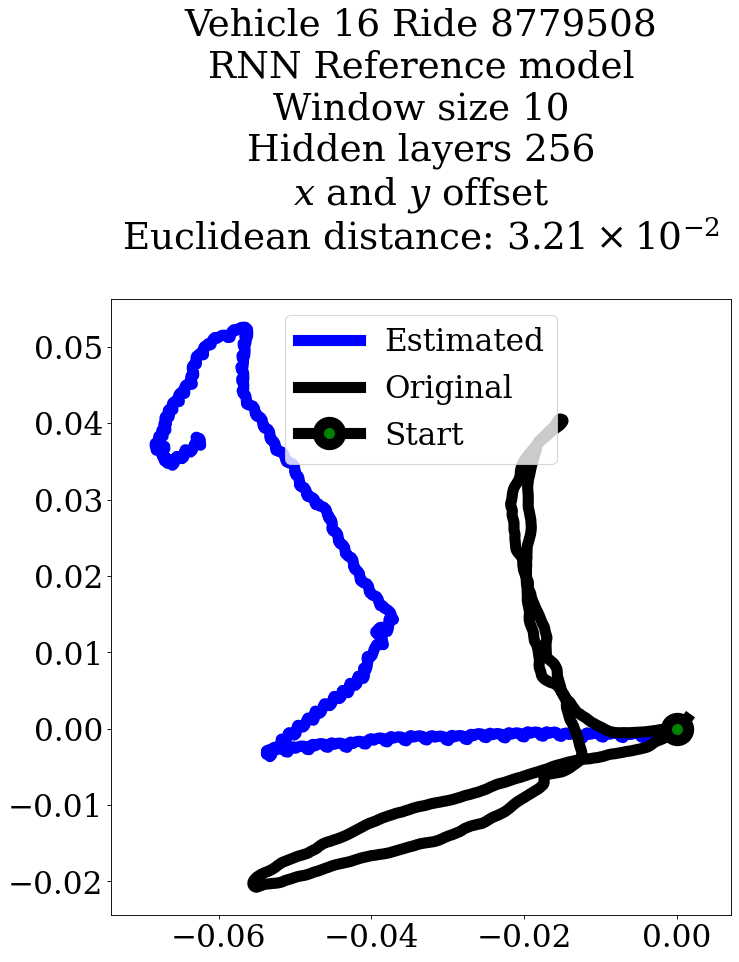 Vehicle 16 Ride 8779508
RNN Reference model
Window size 10
Hidden layers 256
x and y offset
Euclidean distance: 3.21 × 10⁻²
Estimated
Original
Start
0.05
0.04
0.03
0.02
0.01
0.00
−0.01
−0.02
−0.06 −0.04 −0.02 0.00